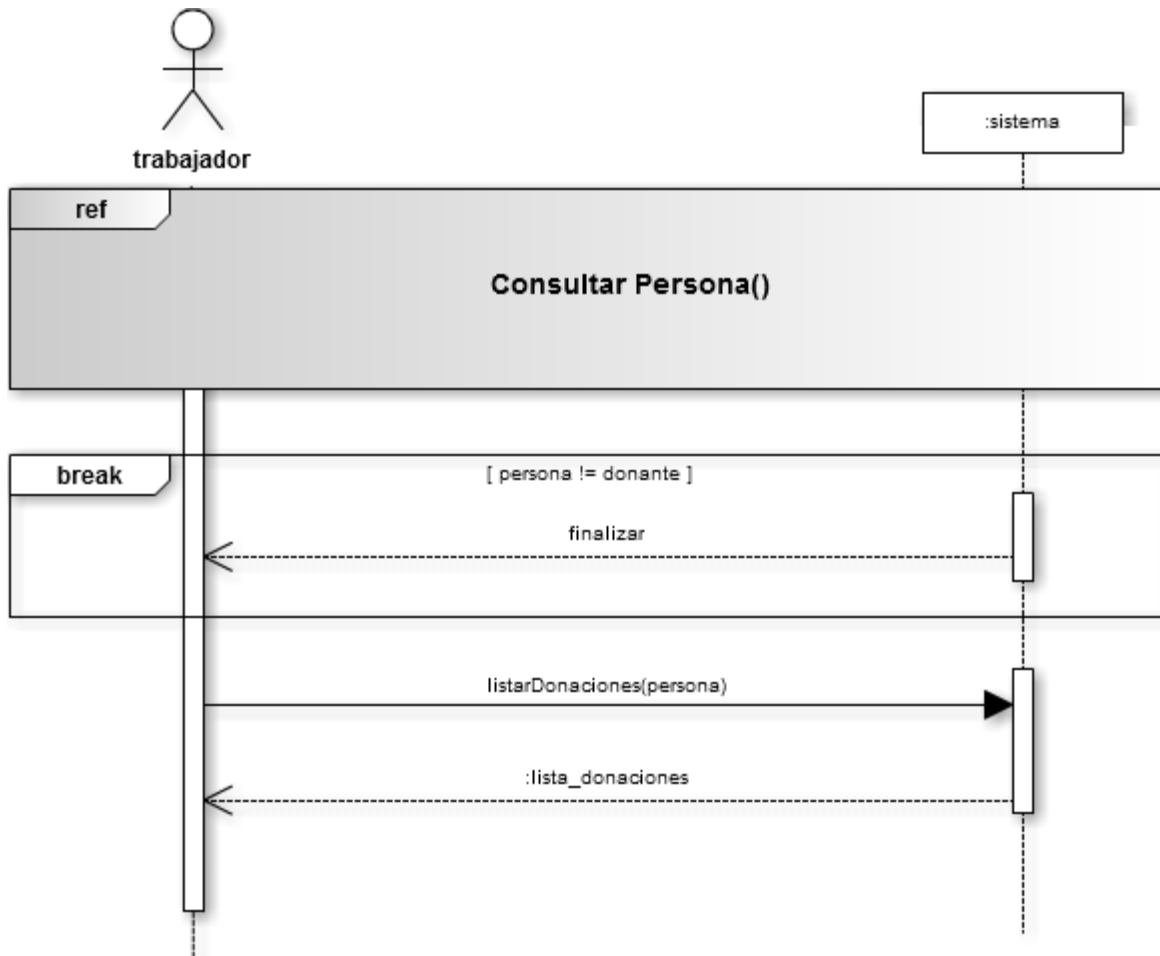 :sistema
trabajador
ref
Consultar Persona()
break
[ persona != donante ]
finalizar
listarDonaciones(persona)
:lista_donaciones